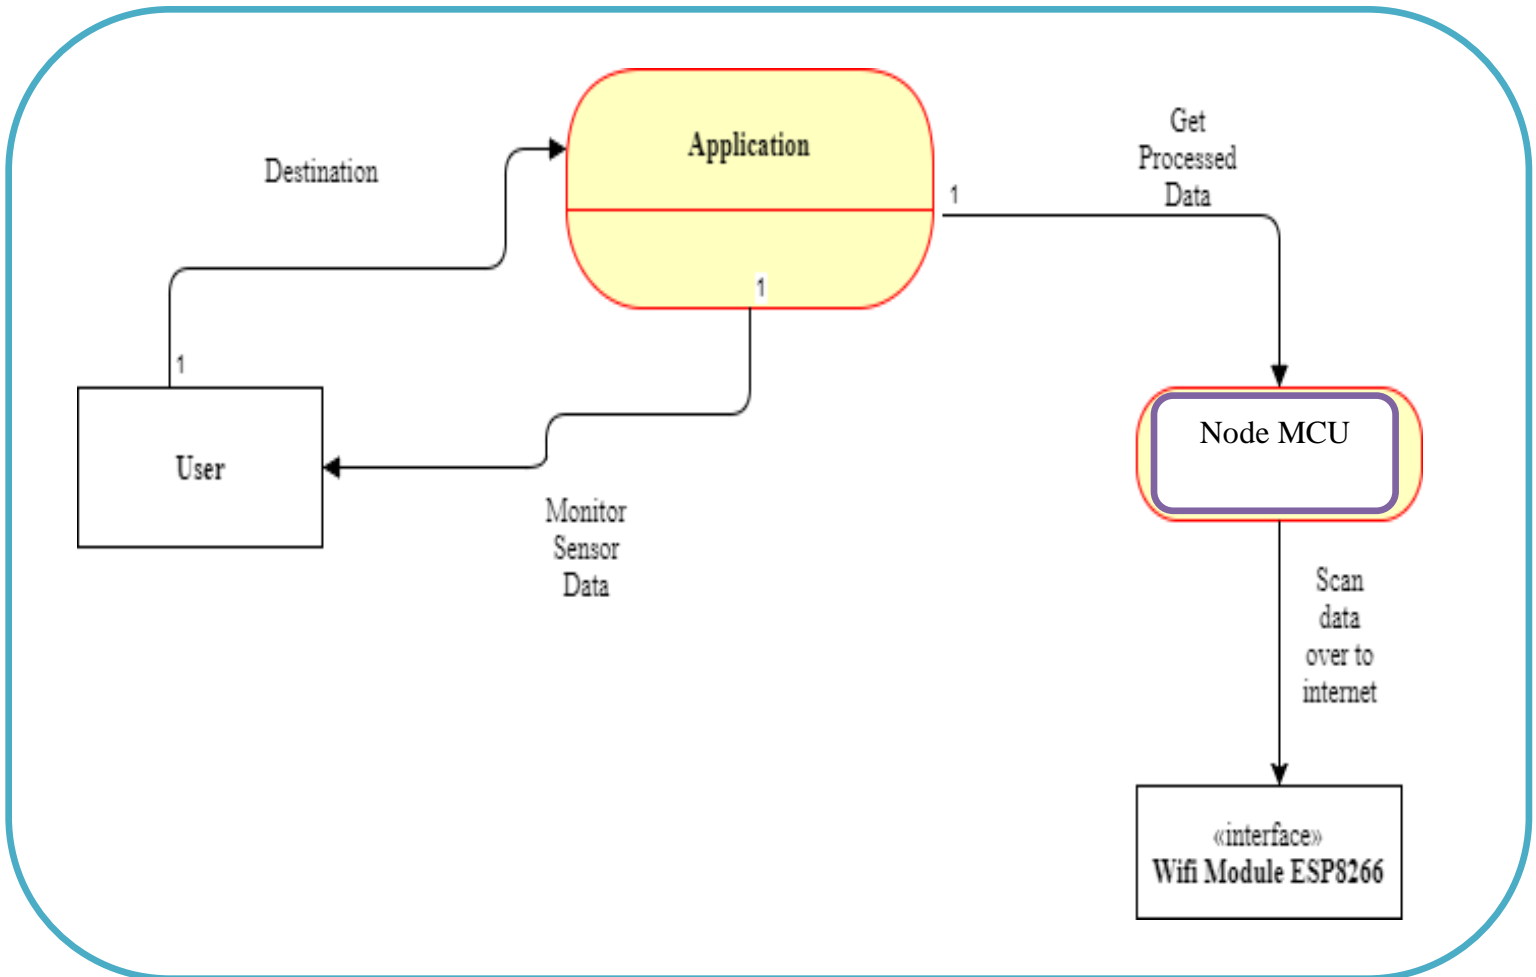 Application
Destination
Get
Processed
Data
1
1
1
User
Node MCU
Monitor
Sensor
Data
Scan
data
over to
internet
«interface»
Wifi Module ESP8266